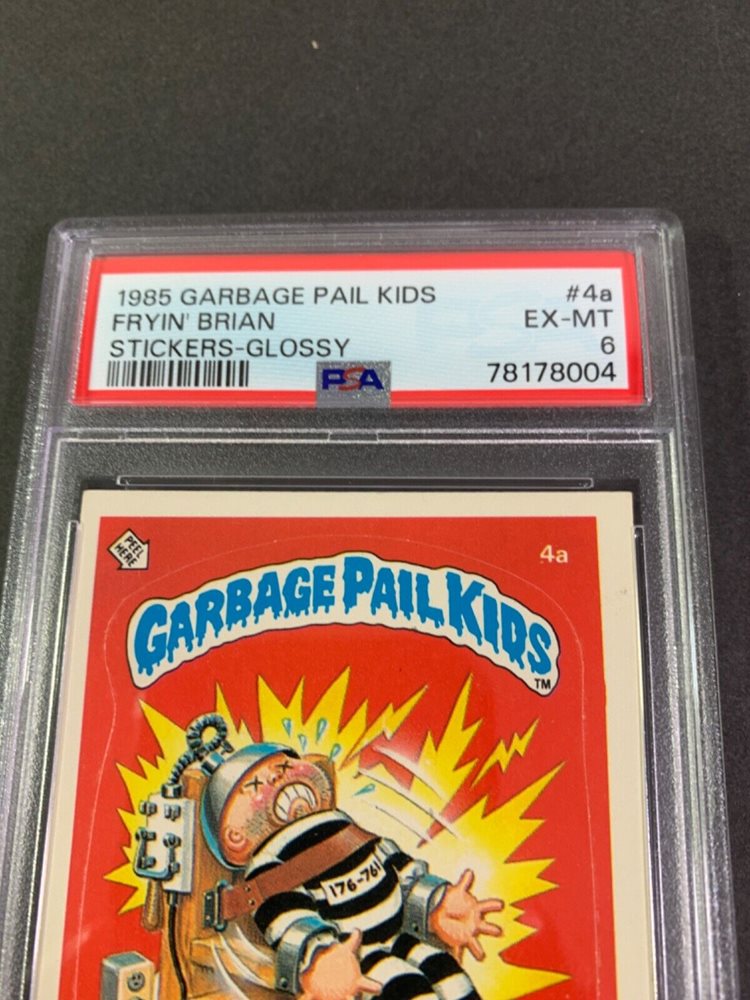 1985 GARBAGE PAIL KIDS #4a
FRYIN' BRIAN EX-MT
STICKERS-GLOSSY 6
PSA 78178004
PEEL HERE
4a
GARBAGE PAIL KIDS
TM
176-761